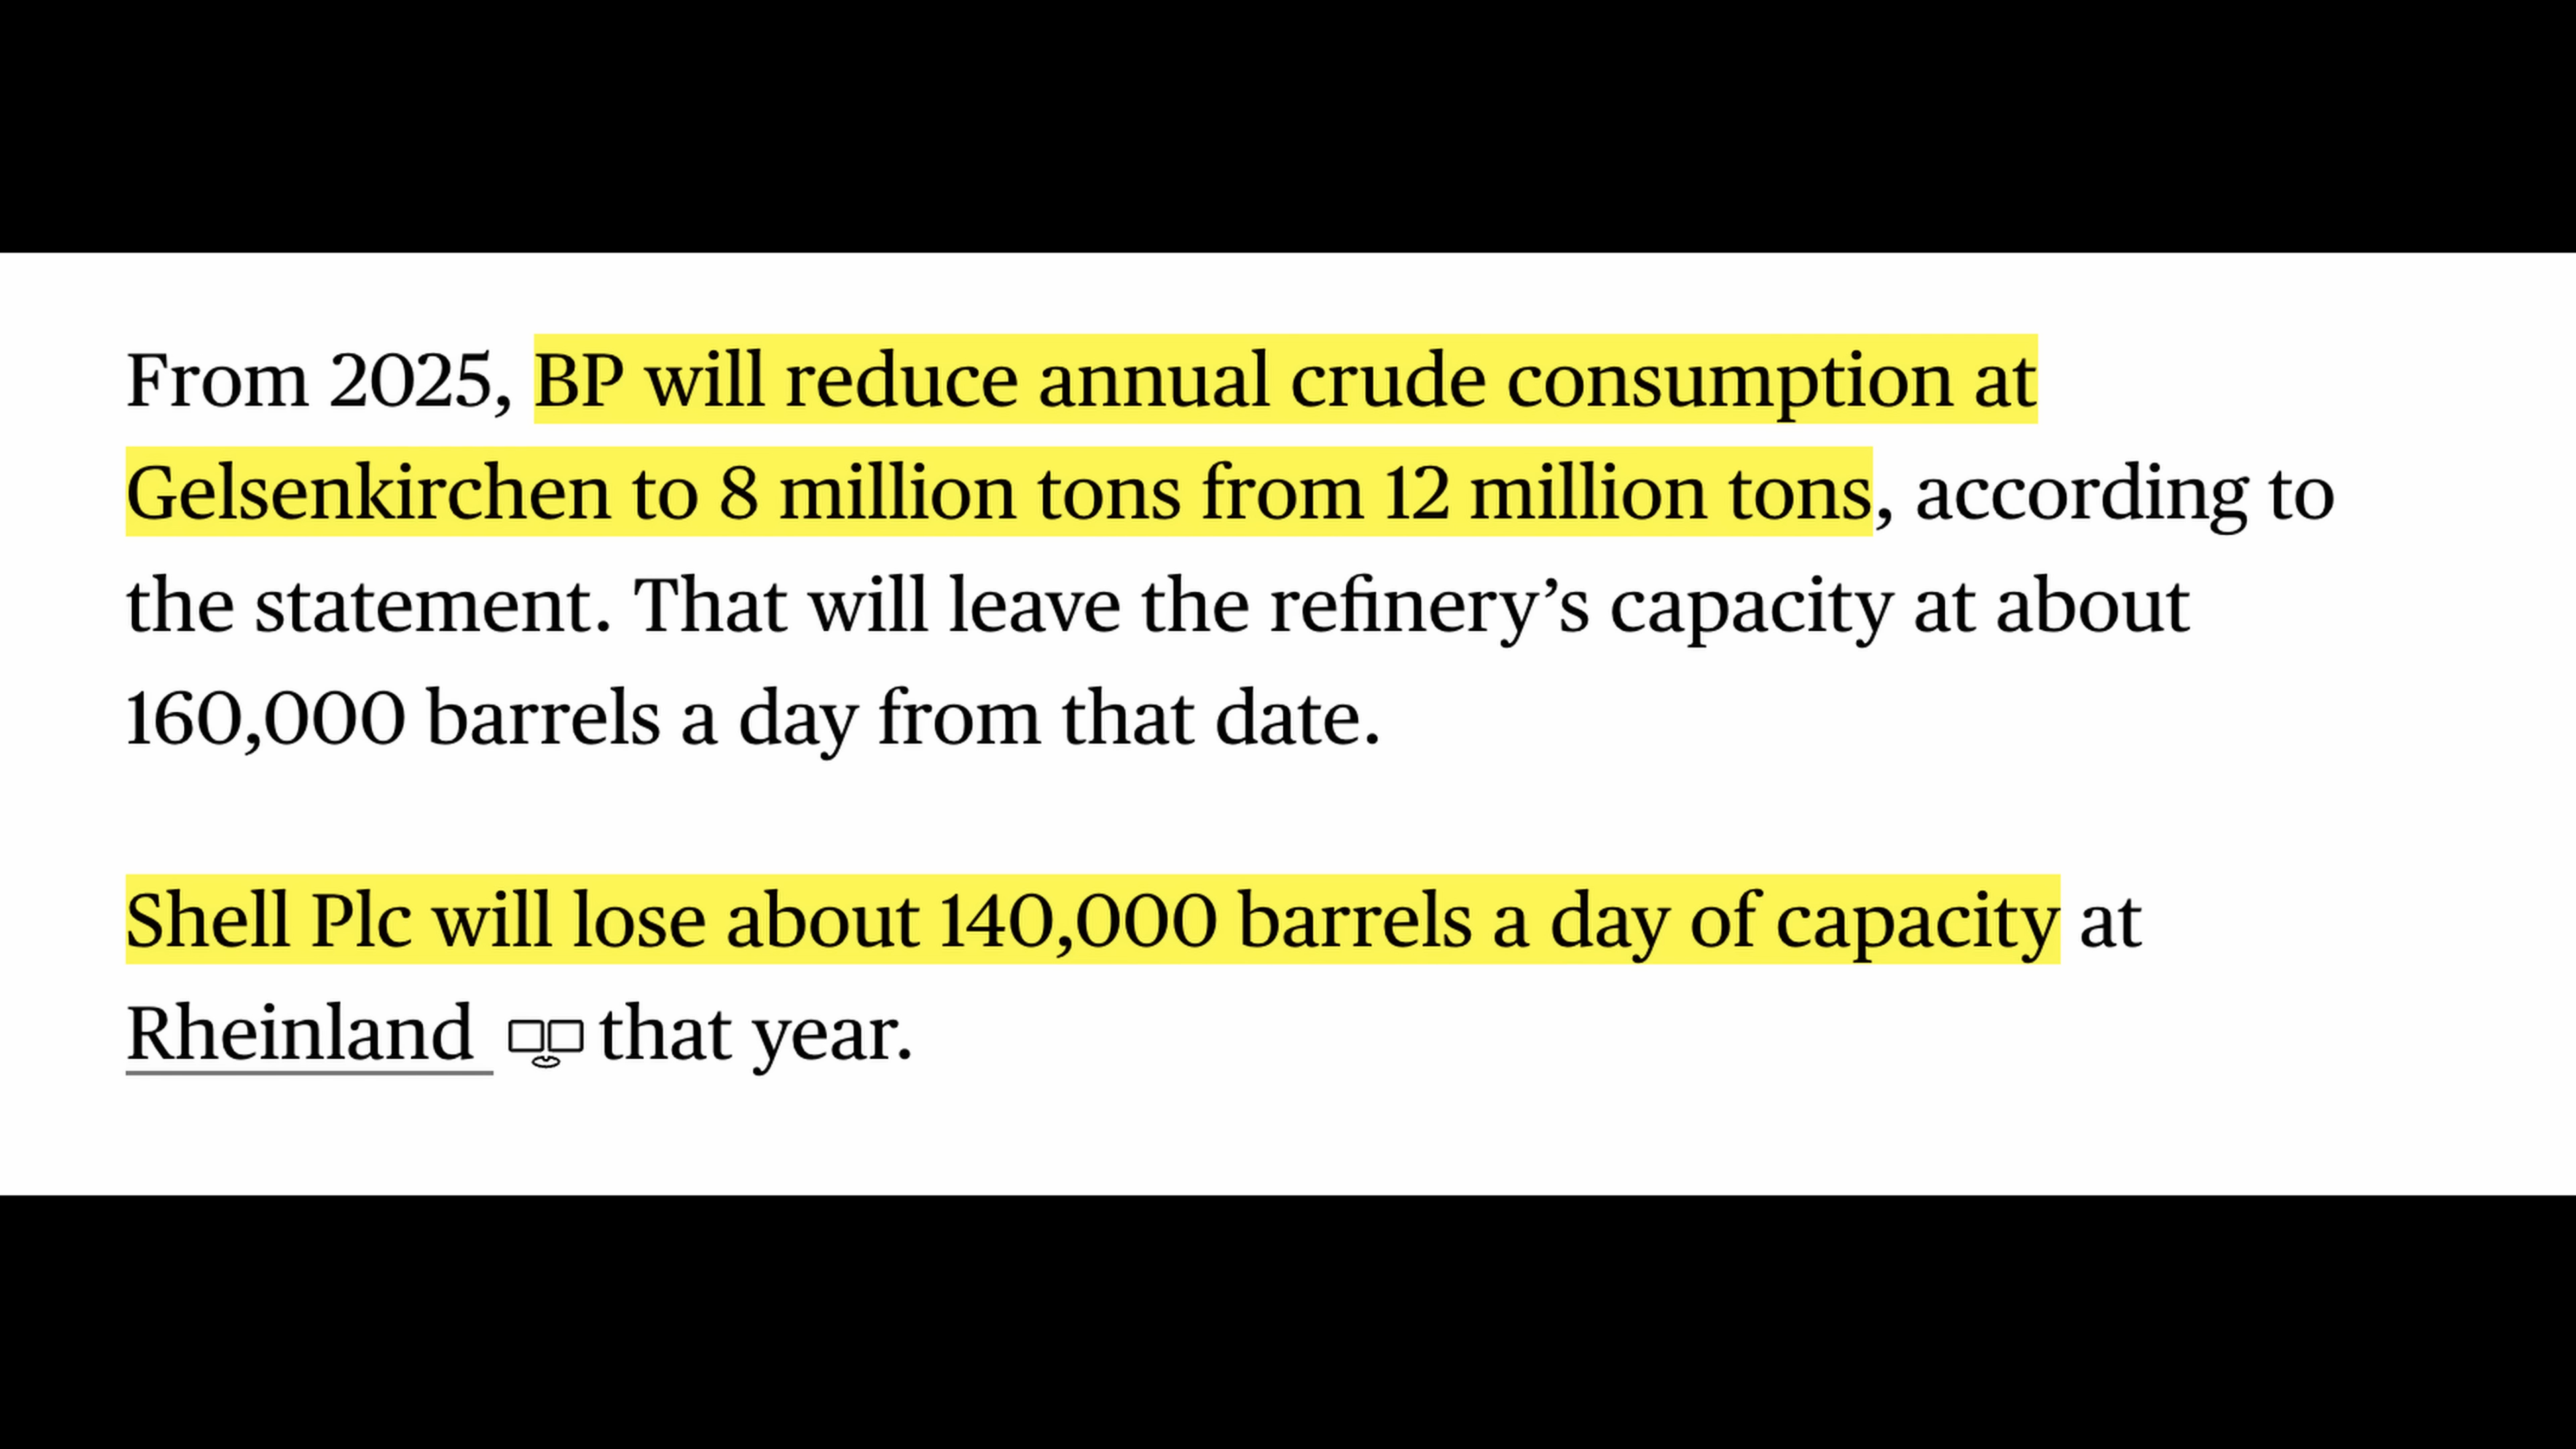 From 2025, BP will reduce annual crude consumption at
Gelsenkirchen to 8 million tons from 12 million tons, according to
the statement. That will leave the refinery’s capacity at about
160,000 barrels a day from that date.
Shell Plc will lose about 140,000 barrels a day of capacity at
Rheinland that year.